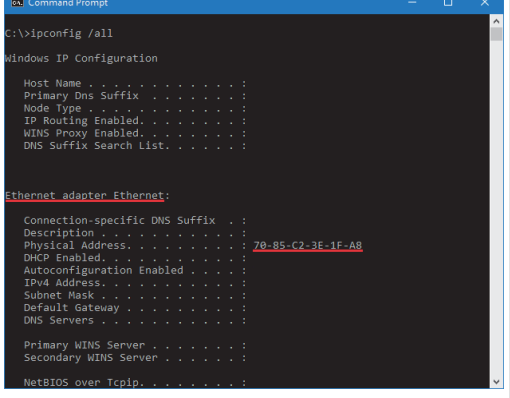 Command Prompt
C:\>ipconfig /all
Windows IP Configuration
Host Name . . . . . . . . . . . . :
Primary Dns Suffix  . . . . . . . :
Node Type . . . . . . . . . . . . :
IP Routing Enabled. . . . . . . . :
WINS Proxy Enabled. . . . . . . . :
DNS Suffix Search List. . . . . . :
Ethernet adapter Ethernet:
Connection-specific DNS Suffix  . :
Description . . . . . . . . . . . :
Physical Address. . . . . . . . . : 70-85-C2-3E-1F-A8
DHCP Enabled. . . . . . . . . . . :
Autoconfiguration Enabled . . . . :
IPv4 Address. . . . . . . . . . . :
Subnet Mask . . . . . . . . . . . :
Default Gateway . . . . . . . . . :
DNS Servers . . . . . . . . . . . :
Primary WINS Server . . . . . . . :
Secondary WINS Server . . . . . . :
NetBIOS over Tcpip. . . . . . . . :